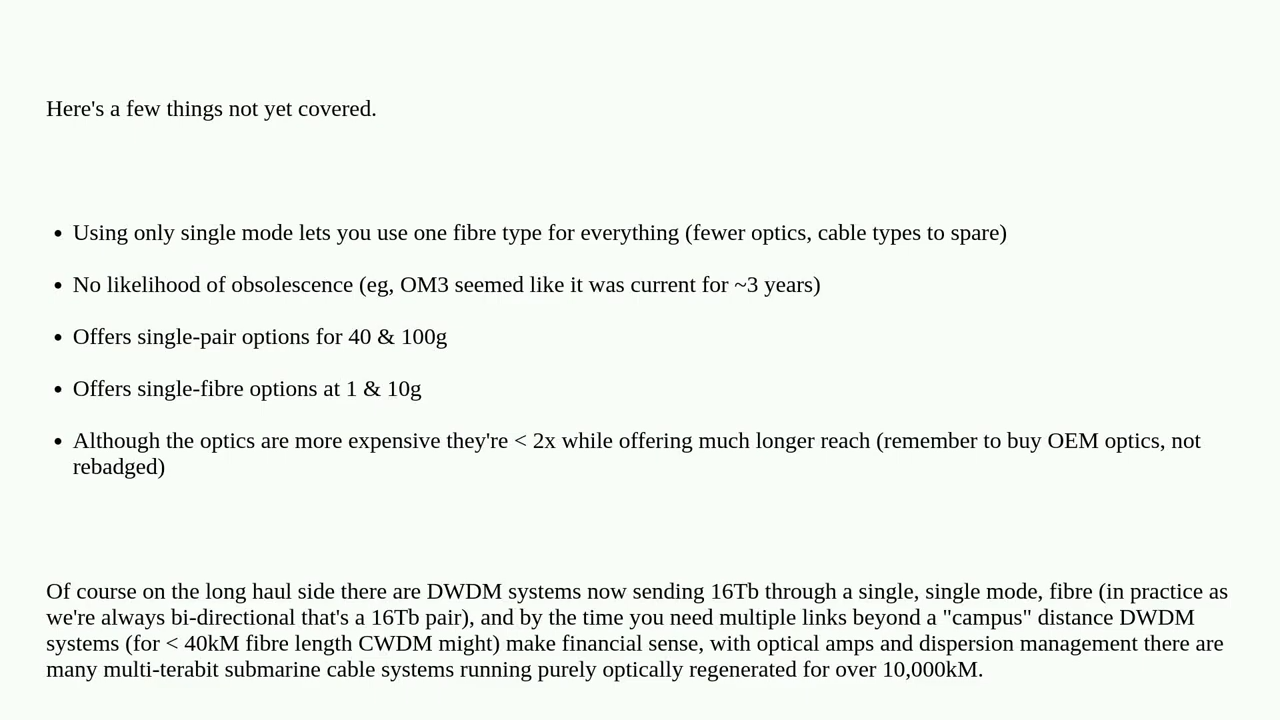 Here's a few things not yet covered.
• Using only single mode lets you use one fibre type for everything (fewer optics, cable types to spare)
• No likelihood of obsolescence (eg, OM3 seemed like it was current for ~3 years)
• Offers single-pair options for 40 & 100g
• Offers single-fibre options at 1 & 10g
• Although the optics are more expensive they're < 2x while offering much longer reach (remember to buy OEM optics, not
rebadged)
Of course on the long haul side there are DWDM systems now sending 16Tb through a single, single mode, fibre (in practice as
we're always bi-directional that's a 16Tb pair), and by the time you need multiple links beyond a "campus" distance DWDM
systems (for < 40kM fibre length CWDM might) make financial sense, with optical amps and dispersion management there are
many multi-terabit submarine cable systems running purely optically regenerated for over 10,000kM.